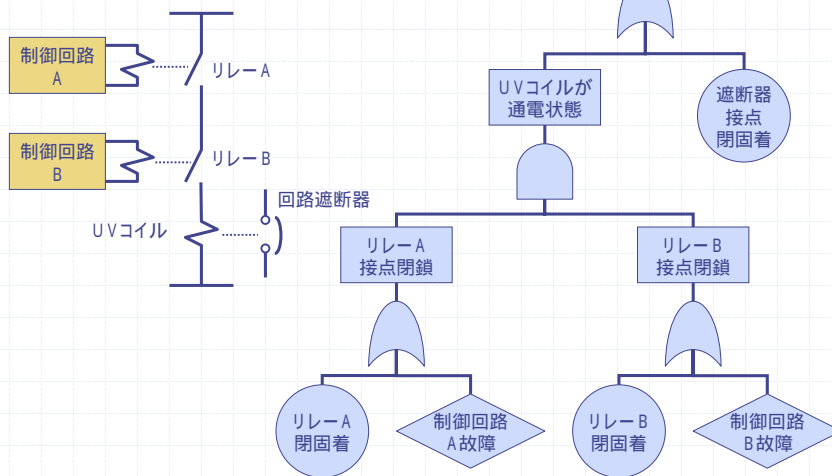 制御回路
A
リレーA
制御回路
B
リレーB
UVコイル
回路遮断器
UVコイルが
通電状態
遮断器
接点
閉固着
リレーA
接点閉鎖
リレーB
接点閉鎖
リレーA
閉固着
制御回路
A故障
リレーB
閉固着
制御回路
B故障